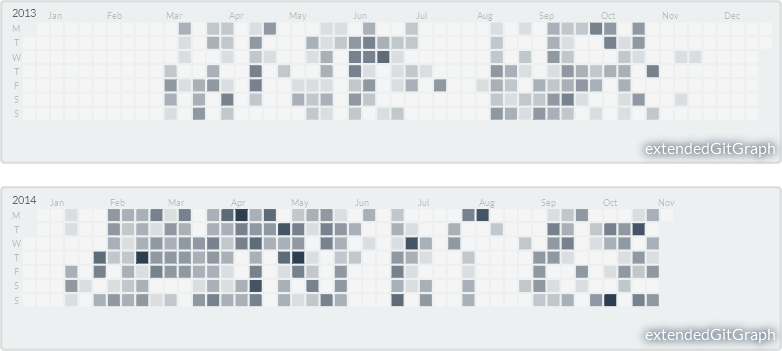 2013
Jan Feb Mar Apr May Jun Jul Aug Sep Oct Nov Dec
M
T
W
T
F
S
S
extendedGitGraph
2014
Jan Feb Mar Apr May Jun Jul Aug Sep Oct Nov
M
T
W
T
F
S
S
extendedGitGraph